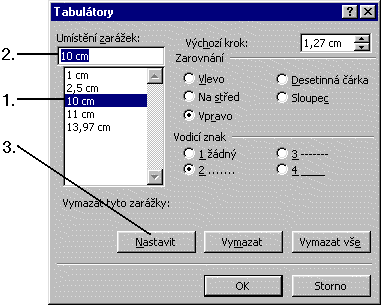 Tabulátory
Umístění zarážek:
Výchozí krok:
1,27 cm
2.
10 cm
Zarovnání
1 cm
2,5 cm
10 cm
11 cm
13,97 cm
Vlevo
Desetinná čárka
1.
Na střed
Sloupec
Vpravo
3.
Vodicí znak
1 žádný
3 -------
2 .......
4 ____
Vymazat tyto zarážky:
Nastavit
Vymazat
Vymazat vše
OK
Storno